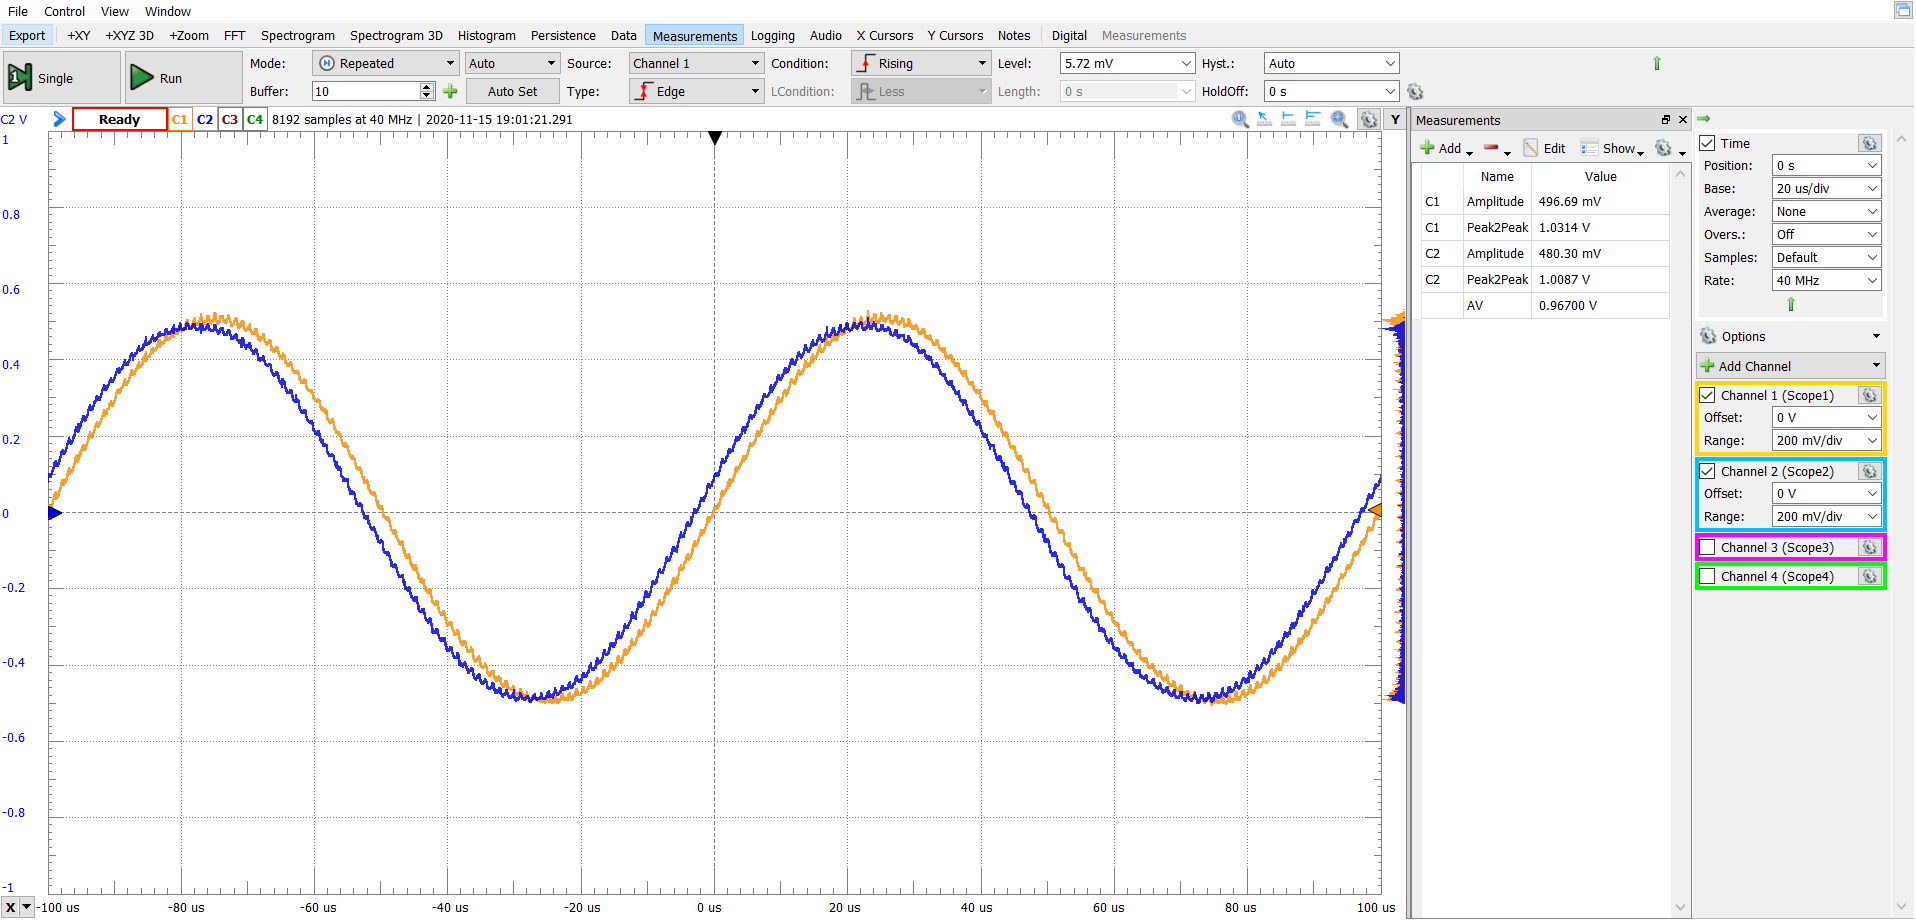 File Control View Window
Export +XY +XYZ 3D +Zoom FFT Spectrogram Spectrogram 3D Histogram Persistence Data Measurements Logging Audio X Cursors Y Cursors Notes Digital Measurements
1 Single Run Mode: Repeated Auto Source: Channel 1 Condition: Rising Level: 5.72 mV Hyst.: Auto
Buffer: 10 Auto Set Type: Edge LCondition: Less Length: 0 s HoldOff: 0 s
C2 V Ready C1 C2 C3 C4 8192 samples at 40 MHz | 2020-11-15 19:01:21.291 Y
1
0.8
0.6
0.4
0.2
0
-0.2
-0.4
-0.6
-0.8
-1
X -100 us -80 us -60 us -40 us -20 us 0 us 20 us 40 us 60 us 80 us 100 us
Measurements
Add Edit Show
Name Value
C1 Amplitude 496.69 mV
C1 Peak2Peak 1.0314 V
C2 Amplitude 480.30 mV
C2 Peak2Peak 1.0087 V
AV 0.96700 V
Time
Position: 0 s
Base: 20 us/div
Average: None
Overs.: Off
Samples: Default
Rate: 40 MHz
Options
Add Channel
Channel 1 (Scope1)
Offset: 0 V
Range: 200 mV/div
Channel 2 (Scope2)
Offset: 0 V
Range: 200 mV/div
Channel 3 (Scope3)
Channel 4 (Scope4)